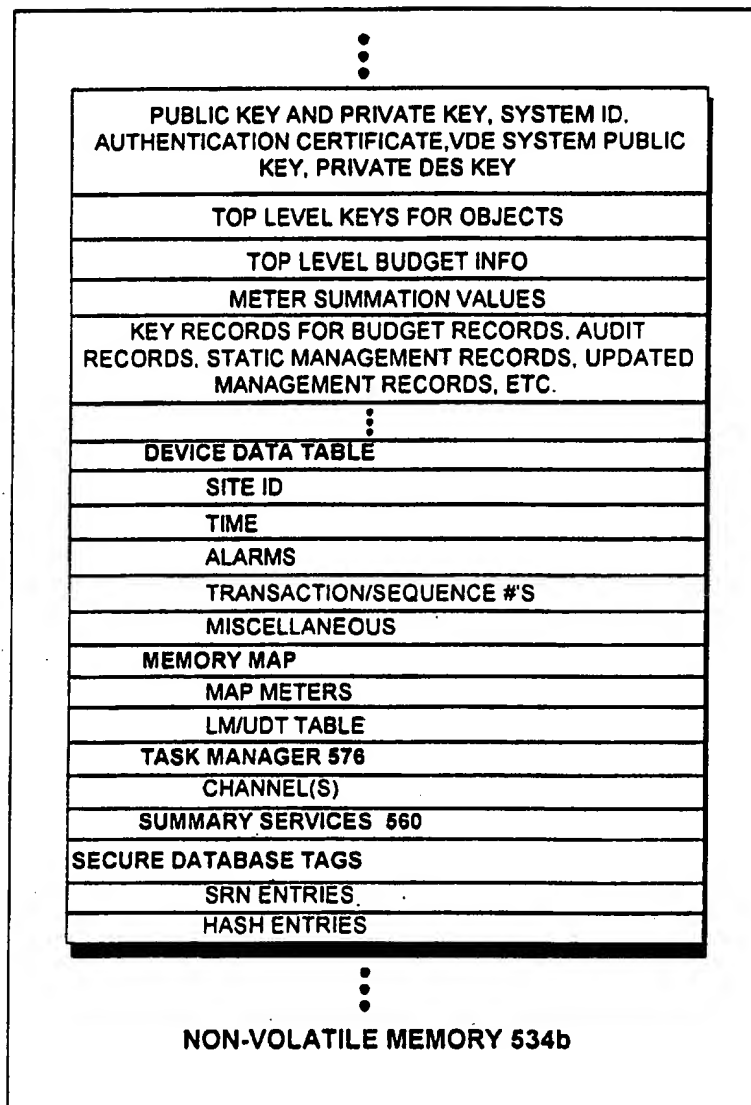 PUBLIC KEY AND PRIVATE KEY, SYSTEM ID.
AUTHENTICATION CERTIFICATE,VDE SYSTEM PUBLIC
KEY, PRIVATE DES KEY
TOP LEVEL KEYS FOR OBJECTS
TOP LEVEL BUDGET INFO
METER SUMMATION VALUES
KEY RECORDS FOR BUDGET RECORDS. AUDIT
RECORDS. STATIC MANAGEMENT RECORDS, UPDATED
MANAGEMENT RECORDS, ETC.
DEVICE DATA TABLE
SITE ID
TIME
ALARMS
TRANSACTION/SEQUENCE #'S
MISCELLANEOUS
MEMORY MAP
MAP METERS
LM/UDT TABLE
TASK MANAGER 576
CHANNEL(S)
SUMMARY SERVICES 560
SECURE DATABASE TAGS
SRN ENTRIES
HASH ENTRIES
NON-VOLATILE MEMORY 534b